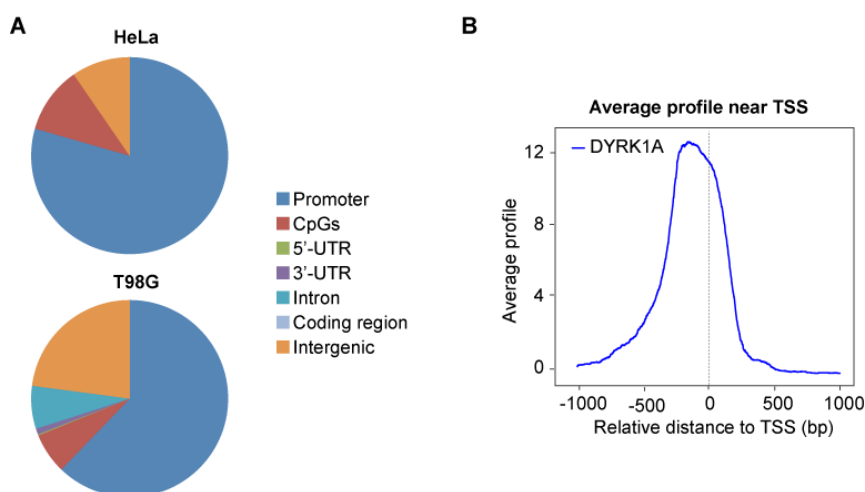 A
HeLa
T98G
Promoter
CpGs
5’-UTR
3’-UTR
Intron
Coding region
Intergenic
B
Average profile near TSS
DYRK1A
Average profile
12
8
4
0
-1000
-500
0
500
1000
Relative distance to TSS (bp)